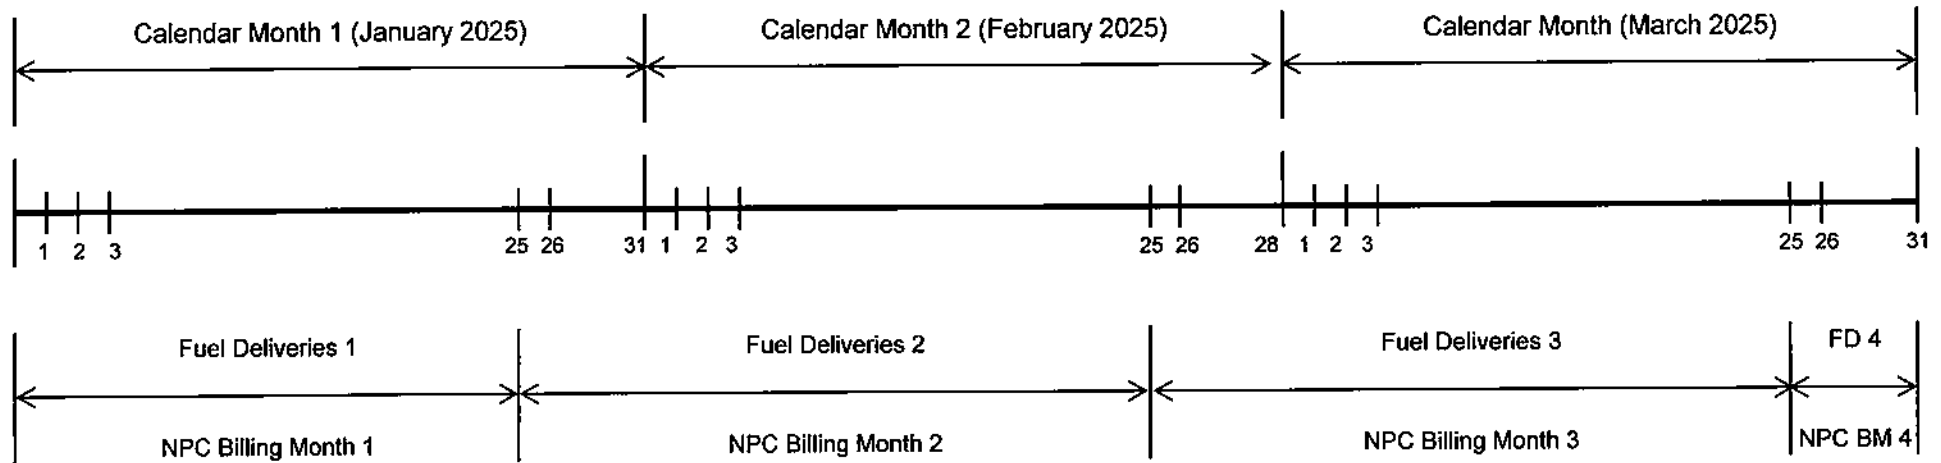 Calendar Month 1 (January 2025)
Calendar Month 2 (February 2025)
Calendar Month (March 2025)
1 2 3 25 26 31 1 2 3 25 26 28 1 2 3 25 26 31
Fuel Deliveries 1
Fuel Deliveries 2
Fuel Deliveries 3
FD 4
NPC Billing Month 1
NPC Billing Month 2
NPC Billing Month 3
NPC BM 4